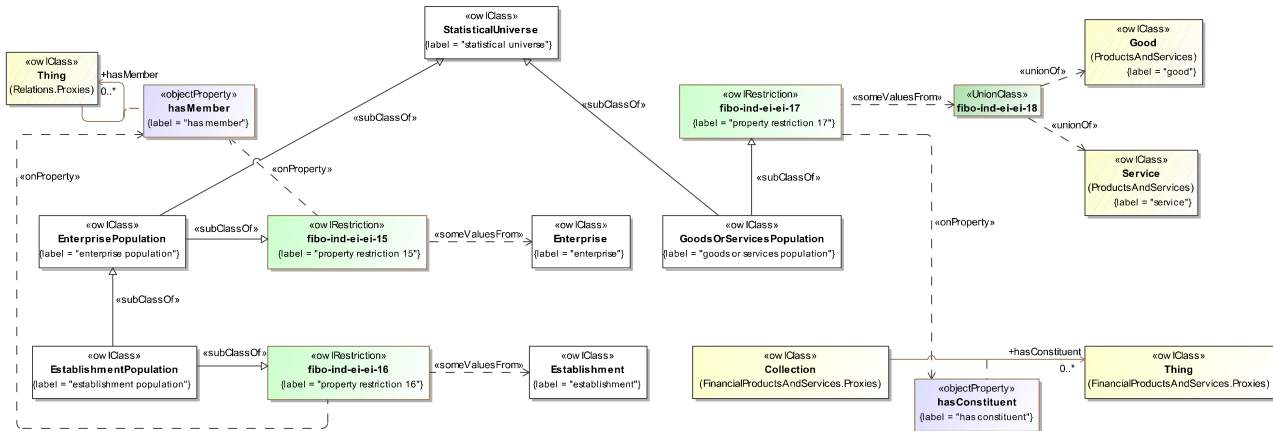 «owlClass»
StatisticalUniverse
{label = "statistical universe"}
«owlClass»
Thing
(Relations.Proxies)
+hasMember
0..*
«objectProperty»
hasMember
{label = "has member"}
«subClassOf»
«subClassOf»
«owlRestriction»
fibo-ind-ei-ei-17
{label = "property restriction 17"}
«someValuesFrom»
«UnionClass»
fibo-ind-ei-ei-18
«unionOf»
«owlClass»
Good
(ProductsAndServices)
{label = "good"}
«unionOf»
«owlClass»
Service
(ProductsAndServices)
{label = "service"}
«onProperty»
«onProperty»
«subClassOf»
«onProperty»
«owlClass»
EnterprisePopulation
{label = "enterprise population"}
«subClassOf»
«owlRestriction»
fibo-ind-ei-ei-15
{label = "property restriction 15"}
«someValuesFrom»
«owlClass»
Enterprise
{label = "enterprise"}
«owlClass»
GoodsOrServicesPopulation
{label = "goods or services population"}
«subClassOf»
«owlClass»
EstablishmentPopulation
{label = "establishment population"}
«subClassOf»
«owlRestriction»
fibo-ind-ei-ei-16
{label = "property restriction 16"}
«someValuesFrom»
«owlClass»
Establishment
{label = "establishment"}
«owlClass»
Collection
(FinancialProductsAndServices.Proxies)
+hasConstituent
0..*
«owlClass»
Thing
(FinancialProductsAndServices.Proxies)
«objectProperty»
hasConstituent
{label = "has constituent"}